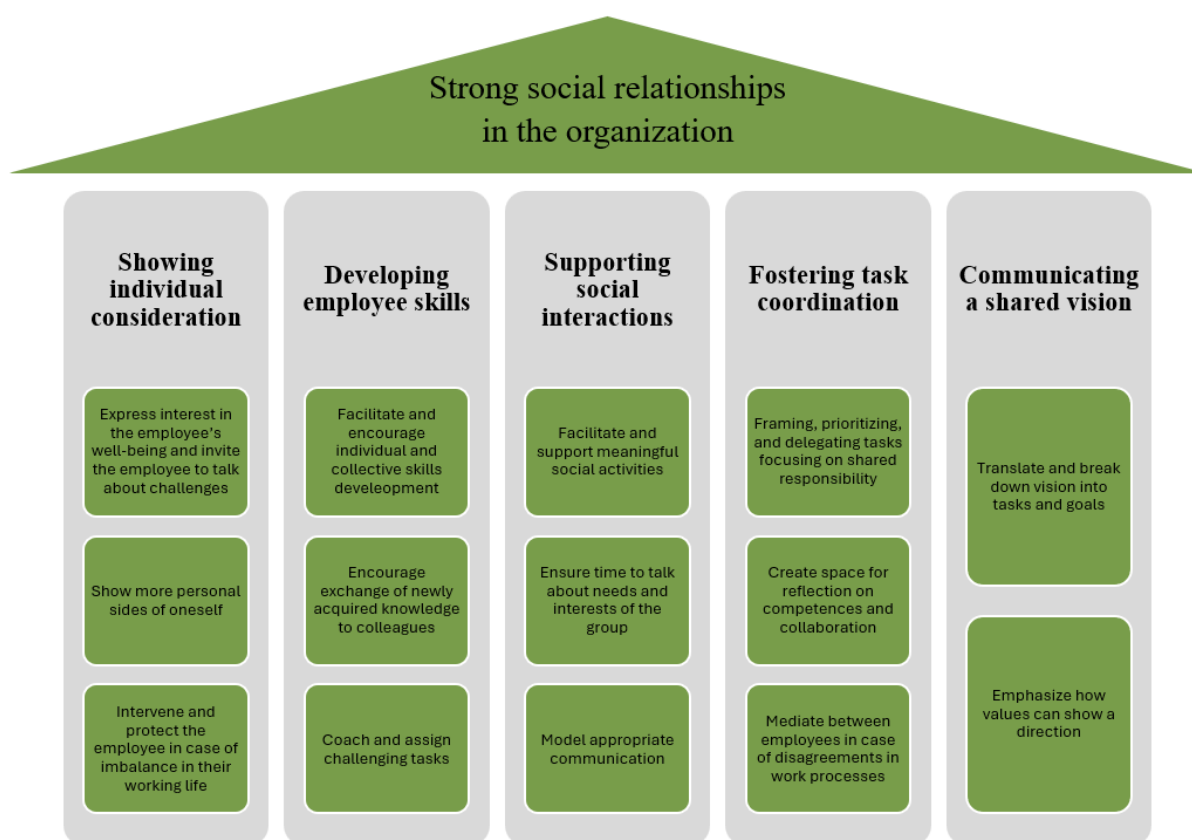 Strong social relationships
in the organization
Showing
individual
consideration
Express interest in
the employee's
well-being and invite
the employee to talk
about challenges
Show more personal
sides of oneself
Intervene and
protect the
employee in case of
imbalance in their
working life
Developing
employee skills
Facilitate and
encourage
individual and
collective skills
develeopment
Encourage
exchange of newly
acquired knowledge
to colleagues
Coach and assign
challenging tasks
Supporting
social
interactions
Facilitate and
support meaningful
social activities
Ensure time to talk
about needs and
interests of the
group
Model appropriate
communication
Fostering task
coordination
Framing, prioritizing,
and delegating tasks
focusing on shared
responsibility
Create space for
reflection on
competences and
collaboration
Mediate between
employees in case
of disagreements in
work processes
Communicating
a shared vision
Translate and break
down vision into
tasks and goals
Emphasize how
values can show a
direction